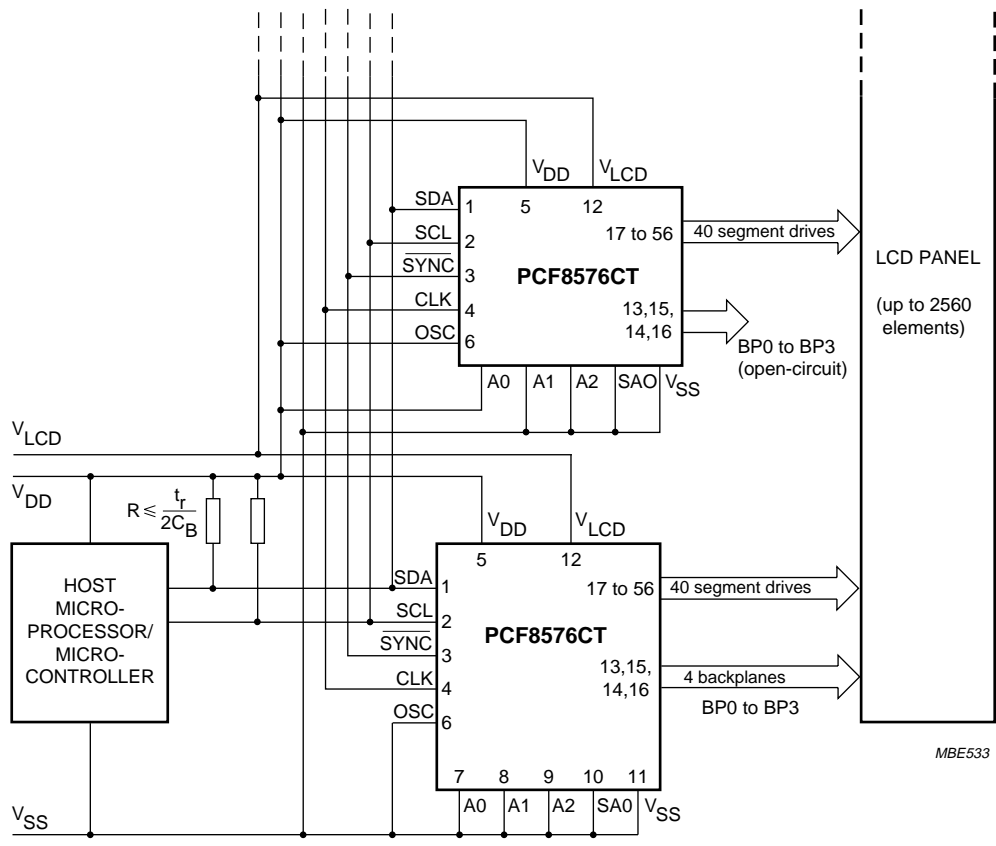 VDD
VLCD
SDA
1
5
12
SCL
2
17 to 56
40 segment drives
SYNC
3
PCF8576CT
CLK
4
13,15,
14,16
OSC
6
BP0 to BP3
(open-circuit)
A0
A1
A2
SAO
VSS
LCD PANEL
(up to 2560
elements)
VLCD
VDD
R ≤ tr
2CB
HOST
MICRO-
PROCESSOR/
MICRO-
CONTROLLER
VDD
VLCD
5
12
SDA
1
17 to 56
40 segment drives
SCL
2
PCF8576CT
SYNC
3
13,15,
14,16
4 backplanes
BP0 to BP3
CLK
4
OSC
6
7
8
9
10
11
A0
A1
A2
SA0
VSS
VSS
MBE533